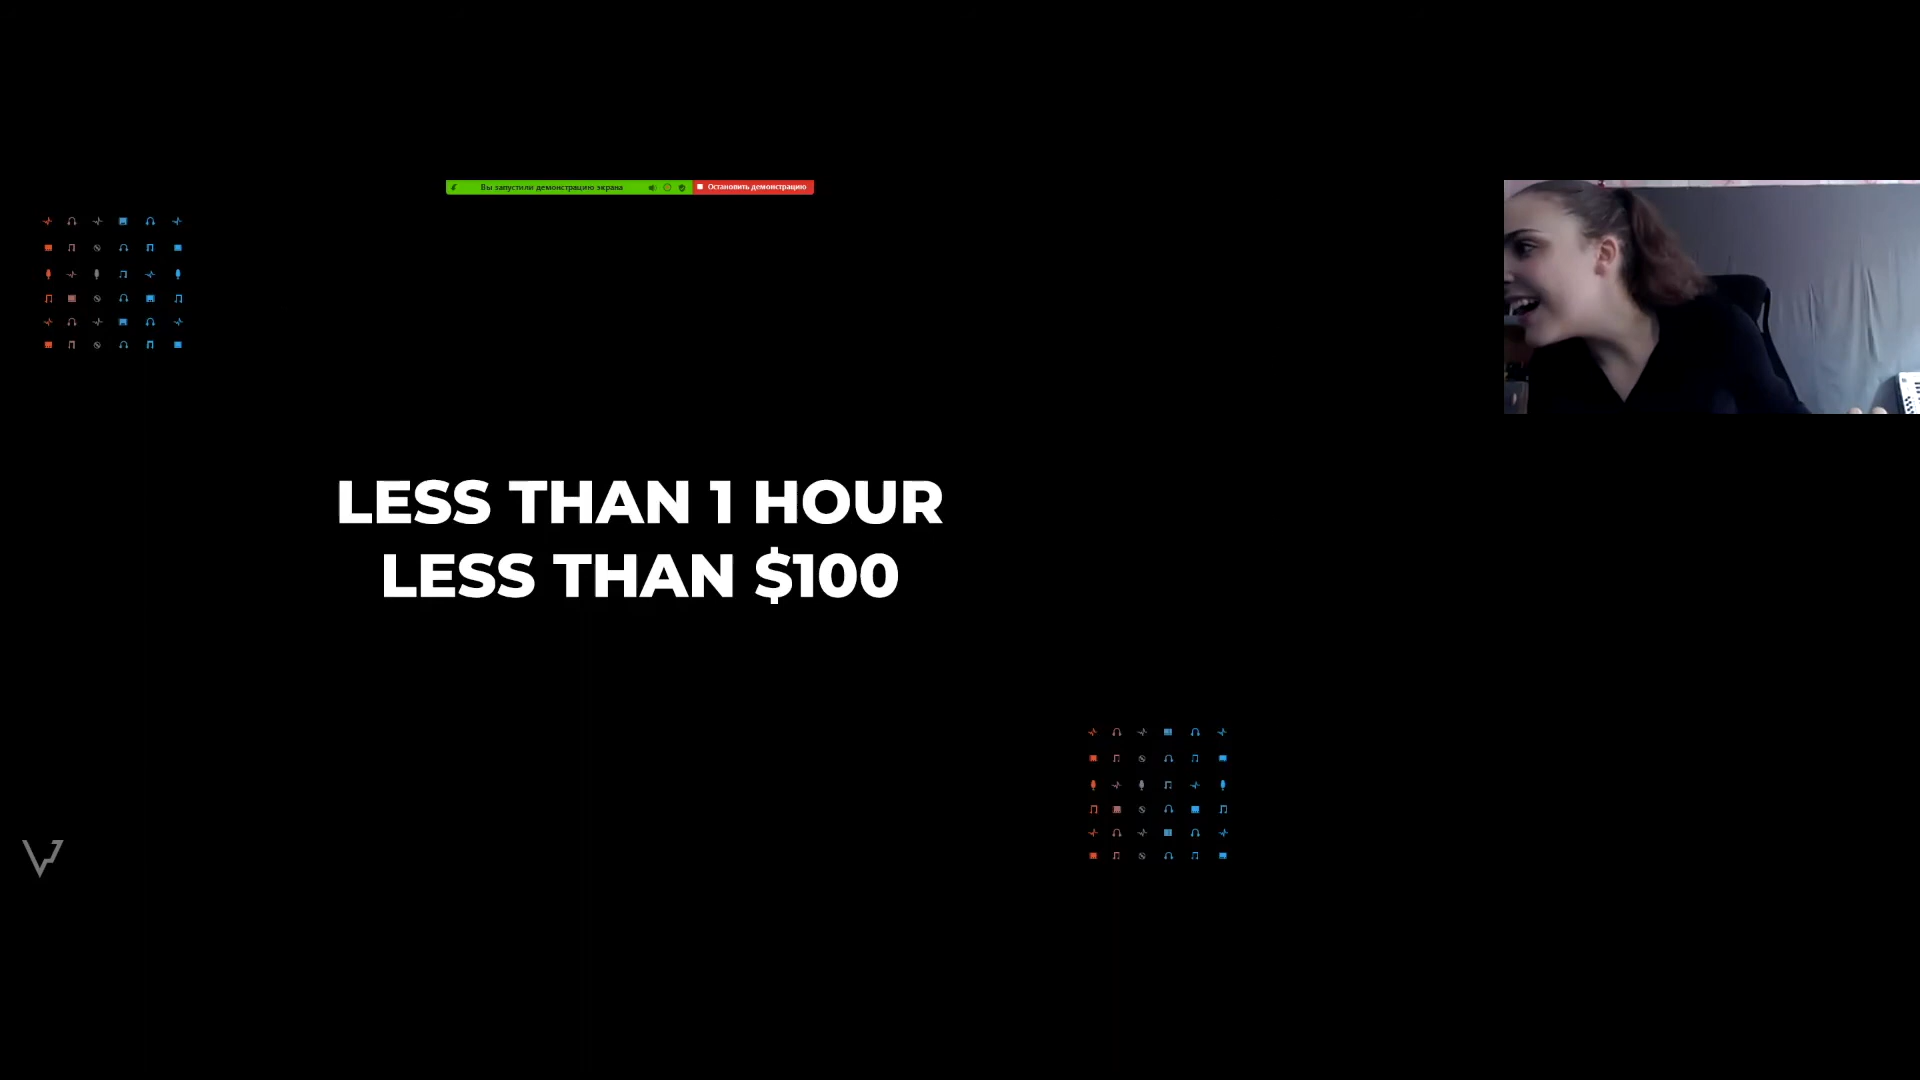 Вы запустили демонстрацию экрана
Остановить демонстрацию
LESS THAN 1 HOUR
LESS THAN $100